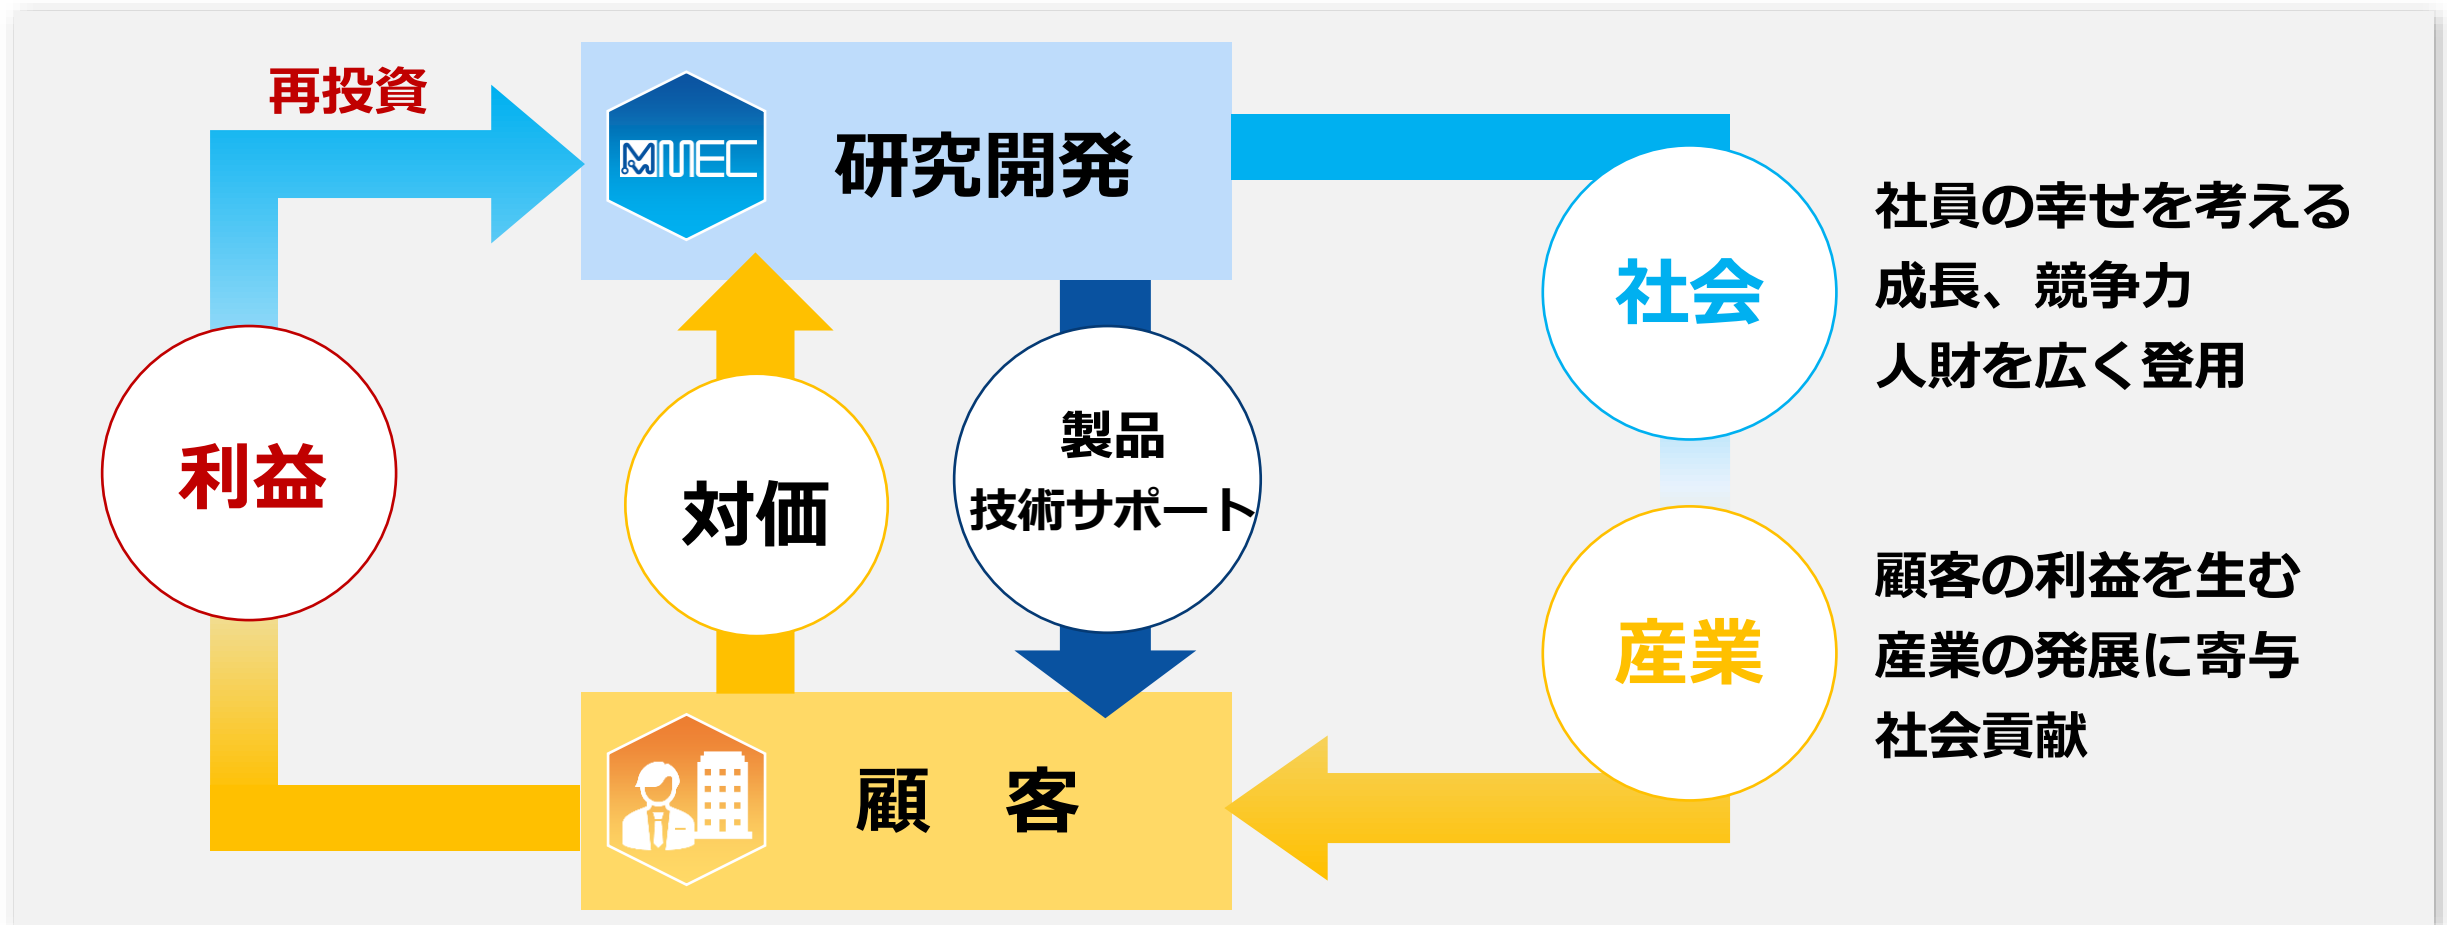 再投資
MMEC
研究開発
社会
社員の幸せを考える
成長、競争力
人財を広く登用
利益
対価
製品
技術サポート
産業
顧客の利益を生む
産業の発展に寄与
社会貢献
顧　客